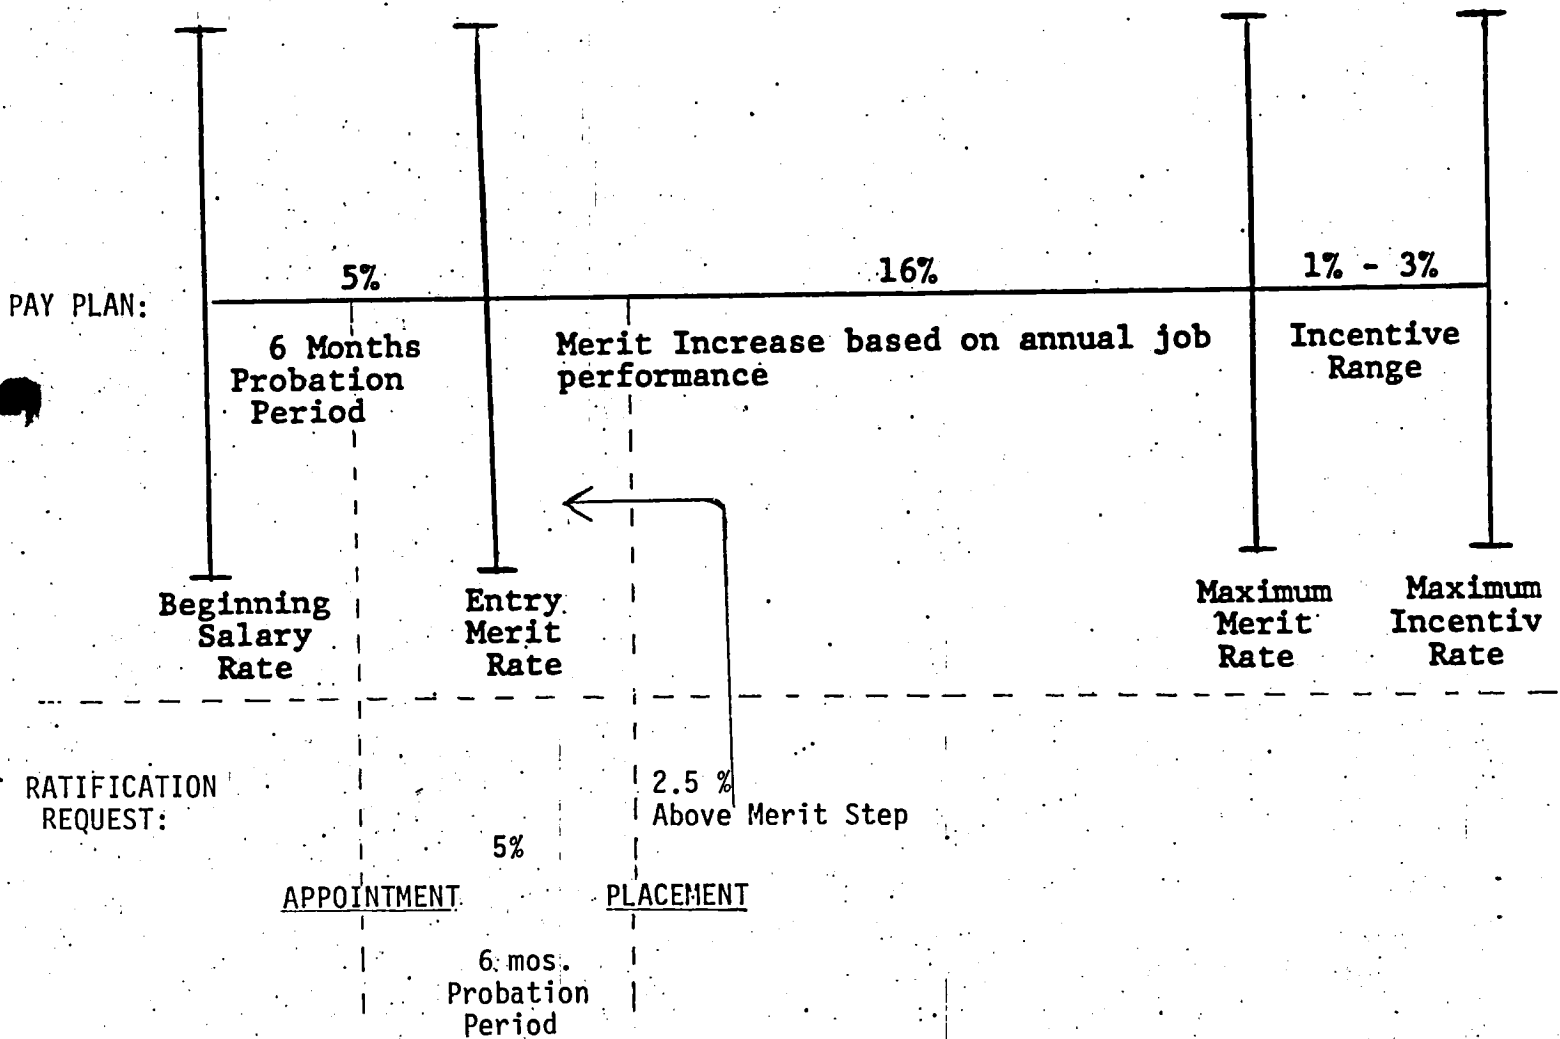 5%
16%
1% - 3%
PAY PLAN:
6 Months
Probation
Period
Merit Increase based on annual job
performance
Incentive
Range
Beginning
Salary
Rate
Entry
Merit
Rate
Maximum
Merit
Rate
Maximum
Incentiv
Rate
RATIFICATION
REQUEST:
2.5 %
Above Merit Step
5%
APPOINTMENT
PLACEMENT
6 mos.
Probation
Period